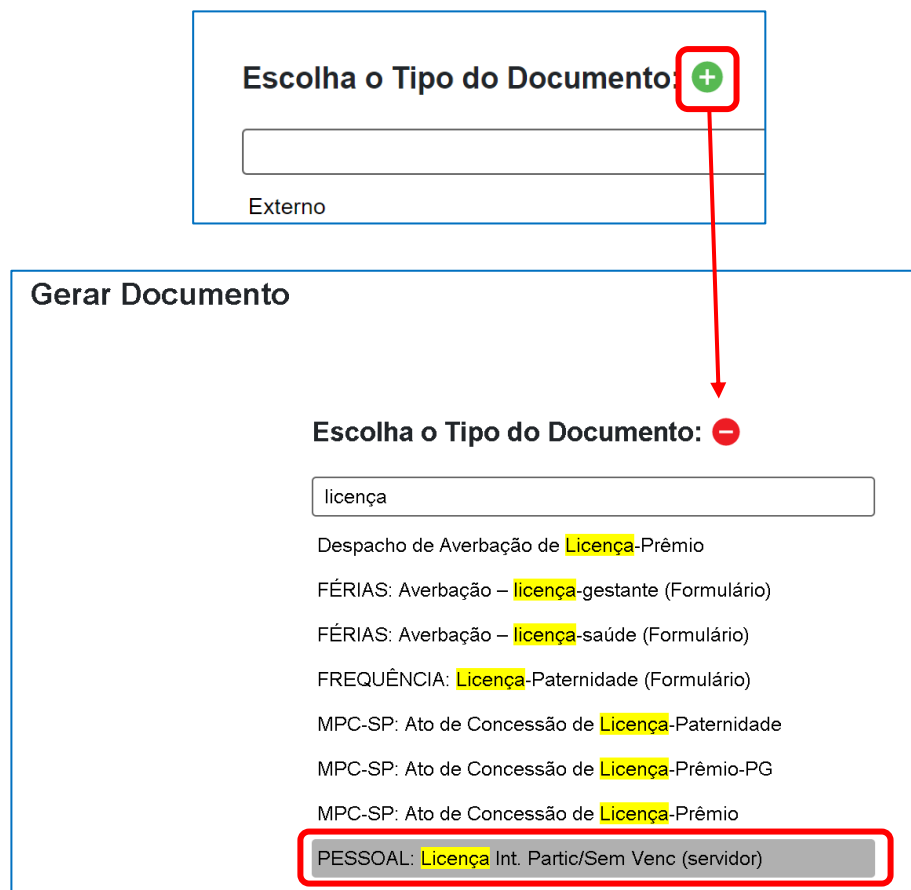 Escolha o Tipo do Documento:
Externo
Gerar Documento
Escolha o Tipo do Documento:
licença
Despacho de Averbação de Licença-Prêmio
FÉRIAS: Averbação – licença-gestante (Formulário)
FÉRIAS: Averbação – licença-saúde (Formulário)
FREQUÊNCIA: Licença-Paternidade (Formulário)
MPC-SP: Ato de Concessão de Licença-Paternidade
MPC-SP: Ato de Concessão de Licença-Prêmio-PG
MPC-SP: Ato de Concessão de Licença-Prêmio
PESSOAL: Licença Int. Partic/Sem Venc (servidor)